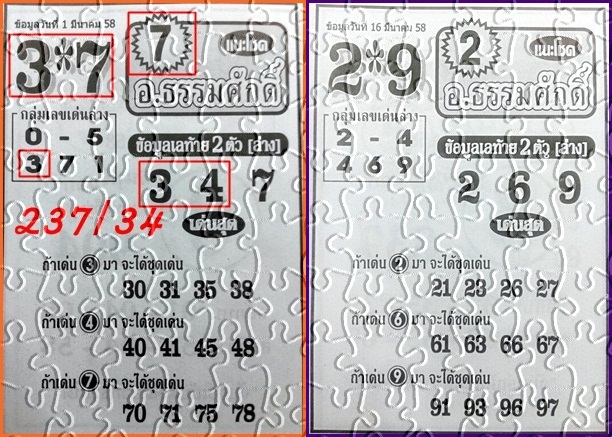 ข้อมูลวันที่ 1 มีนาคม 58
3*7
7
แนะโชค
อ.ธรรมศักดิ์
กลุ่มเลขเด่นล่าง
0 - 5
3 7 1
ข้อมูลเลขท้าย 2 ตัว [ล่าง]
3 4 7
237/34
เด่นสุด
ถ้าเด่น 3 มา จะได้ชุดเด่น
30 31 35 38
ถ้าเด่น 4 มา จะได้ชุดเด่น
40 41 45 48
ถ้าเด่น 7 มา จะได้ชุดเด่น
70 71 75 78
ข้อมูลวันที่ 16 มีนาคม 58
2*9
2
แนะโชค
อ.ธรรมศักดิ์
กลุ่มเลขเด่นล่าง
2 - 4
4 6 9
ข้อมูลเลขท้าย 2 ตัว [ล่าง]
2 6 9
เด่นสุด
ถ้าเด่น 2 มา จะได้ชุดเด่น
21 23 26 27
ถ้าเด่น 6 มา จะได้ชุดเด่น
61 63 66 67
ถ้าเด่น 9 มา จะได้ชุดเด่น
91 93 96 97